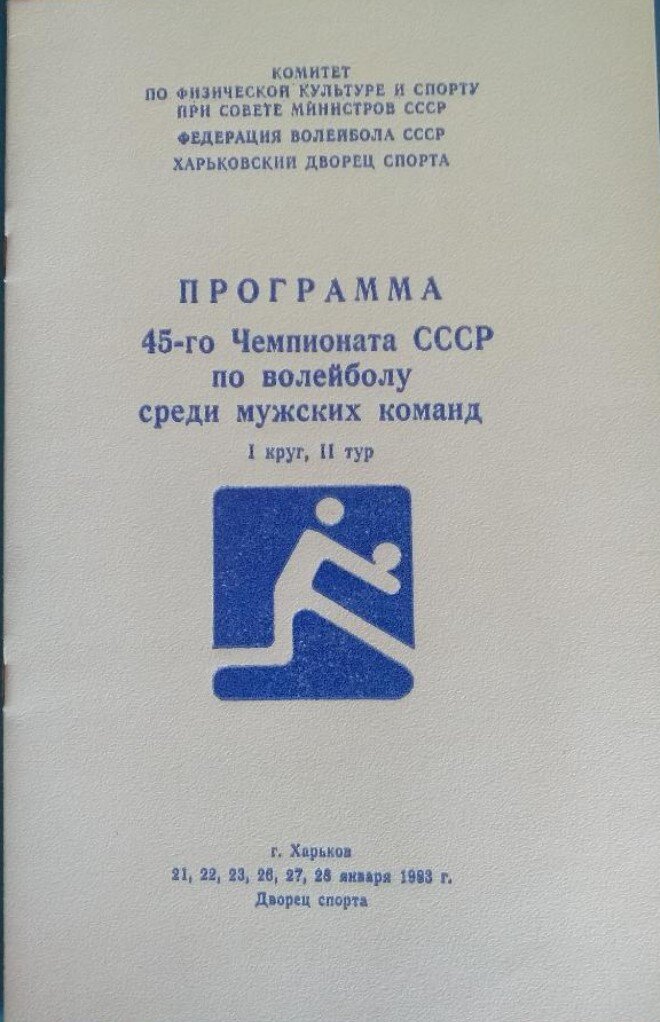 КОМИТЕТ
ПО ФИЗИЧЕСКОЙ КУЛЬТУРЕ И СПОРТУ
ПРИ СОВЕТЕ МИНИСТРОВ СССР
ФЕДЕРАЦИЯ ВОЛЕЙБОЛА СССР
ХАРЬКОВСКИЙ ДВОРЕЦ СПОРТА
ПРОГРАММА
45-го Чемпионата СССР
по волейболу
среди мужских команд
I круг, II тур
г. Харьков
21, 22, 23, 26, 27, 28 января 1983 г.
Дворец спорта